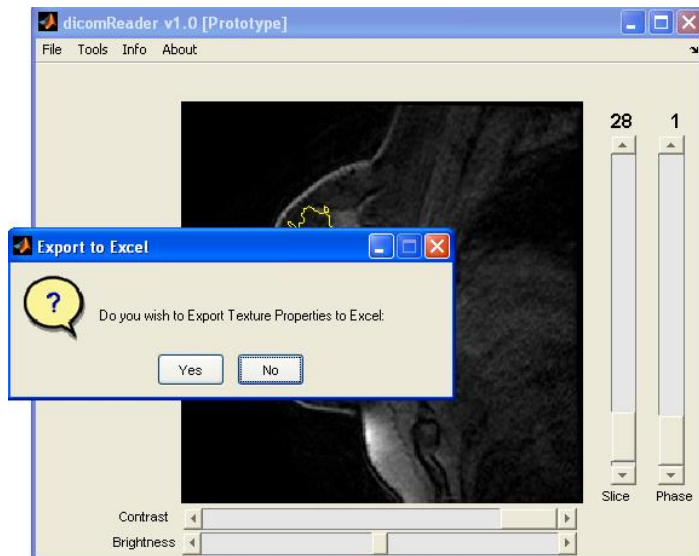 dicomReader v1.0 [Prototype]
File Tools Info About
28 1
Export to Excel
?
Do you wish to Export Texture Properties to Excel:
Yes No
Slice Phase
Contrast
Brightness